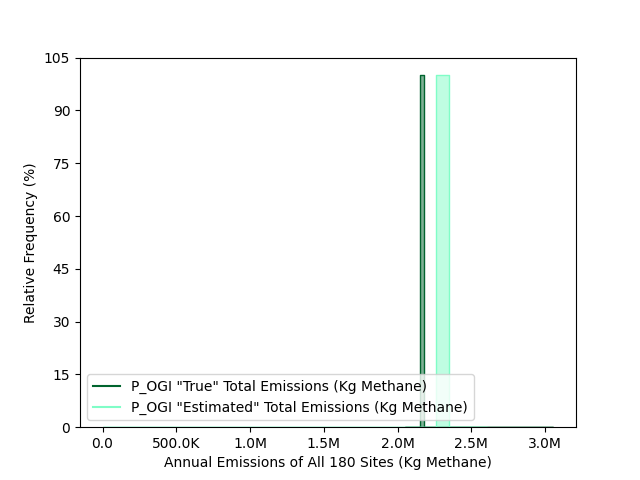 105
90
75
60
45
30
15
0
Relative Frequency (%)
P_OGI "True" Total Emissions (Kg Methane)
P_OGI "Estimated" Total Emissions (Kg Methane)
0.0 500.0K 1.0M 1.5M 2.0M 2.5M 3.0M
Annual Emissions of All 180 Sites (Kg Methane)